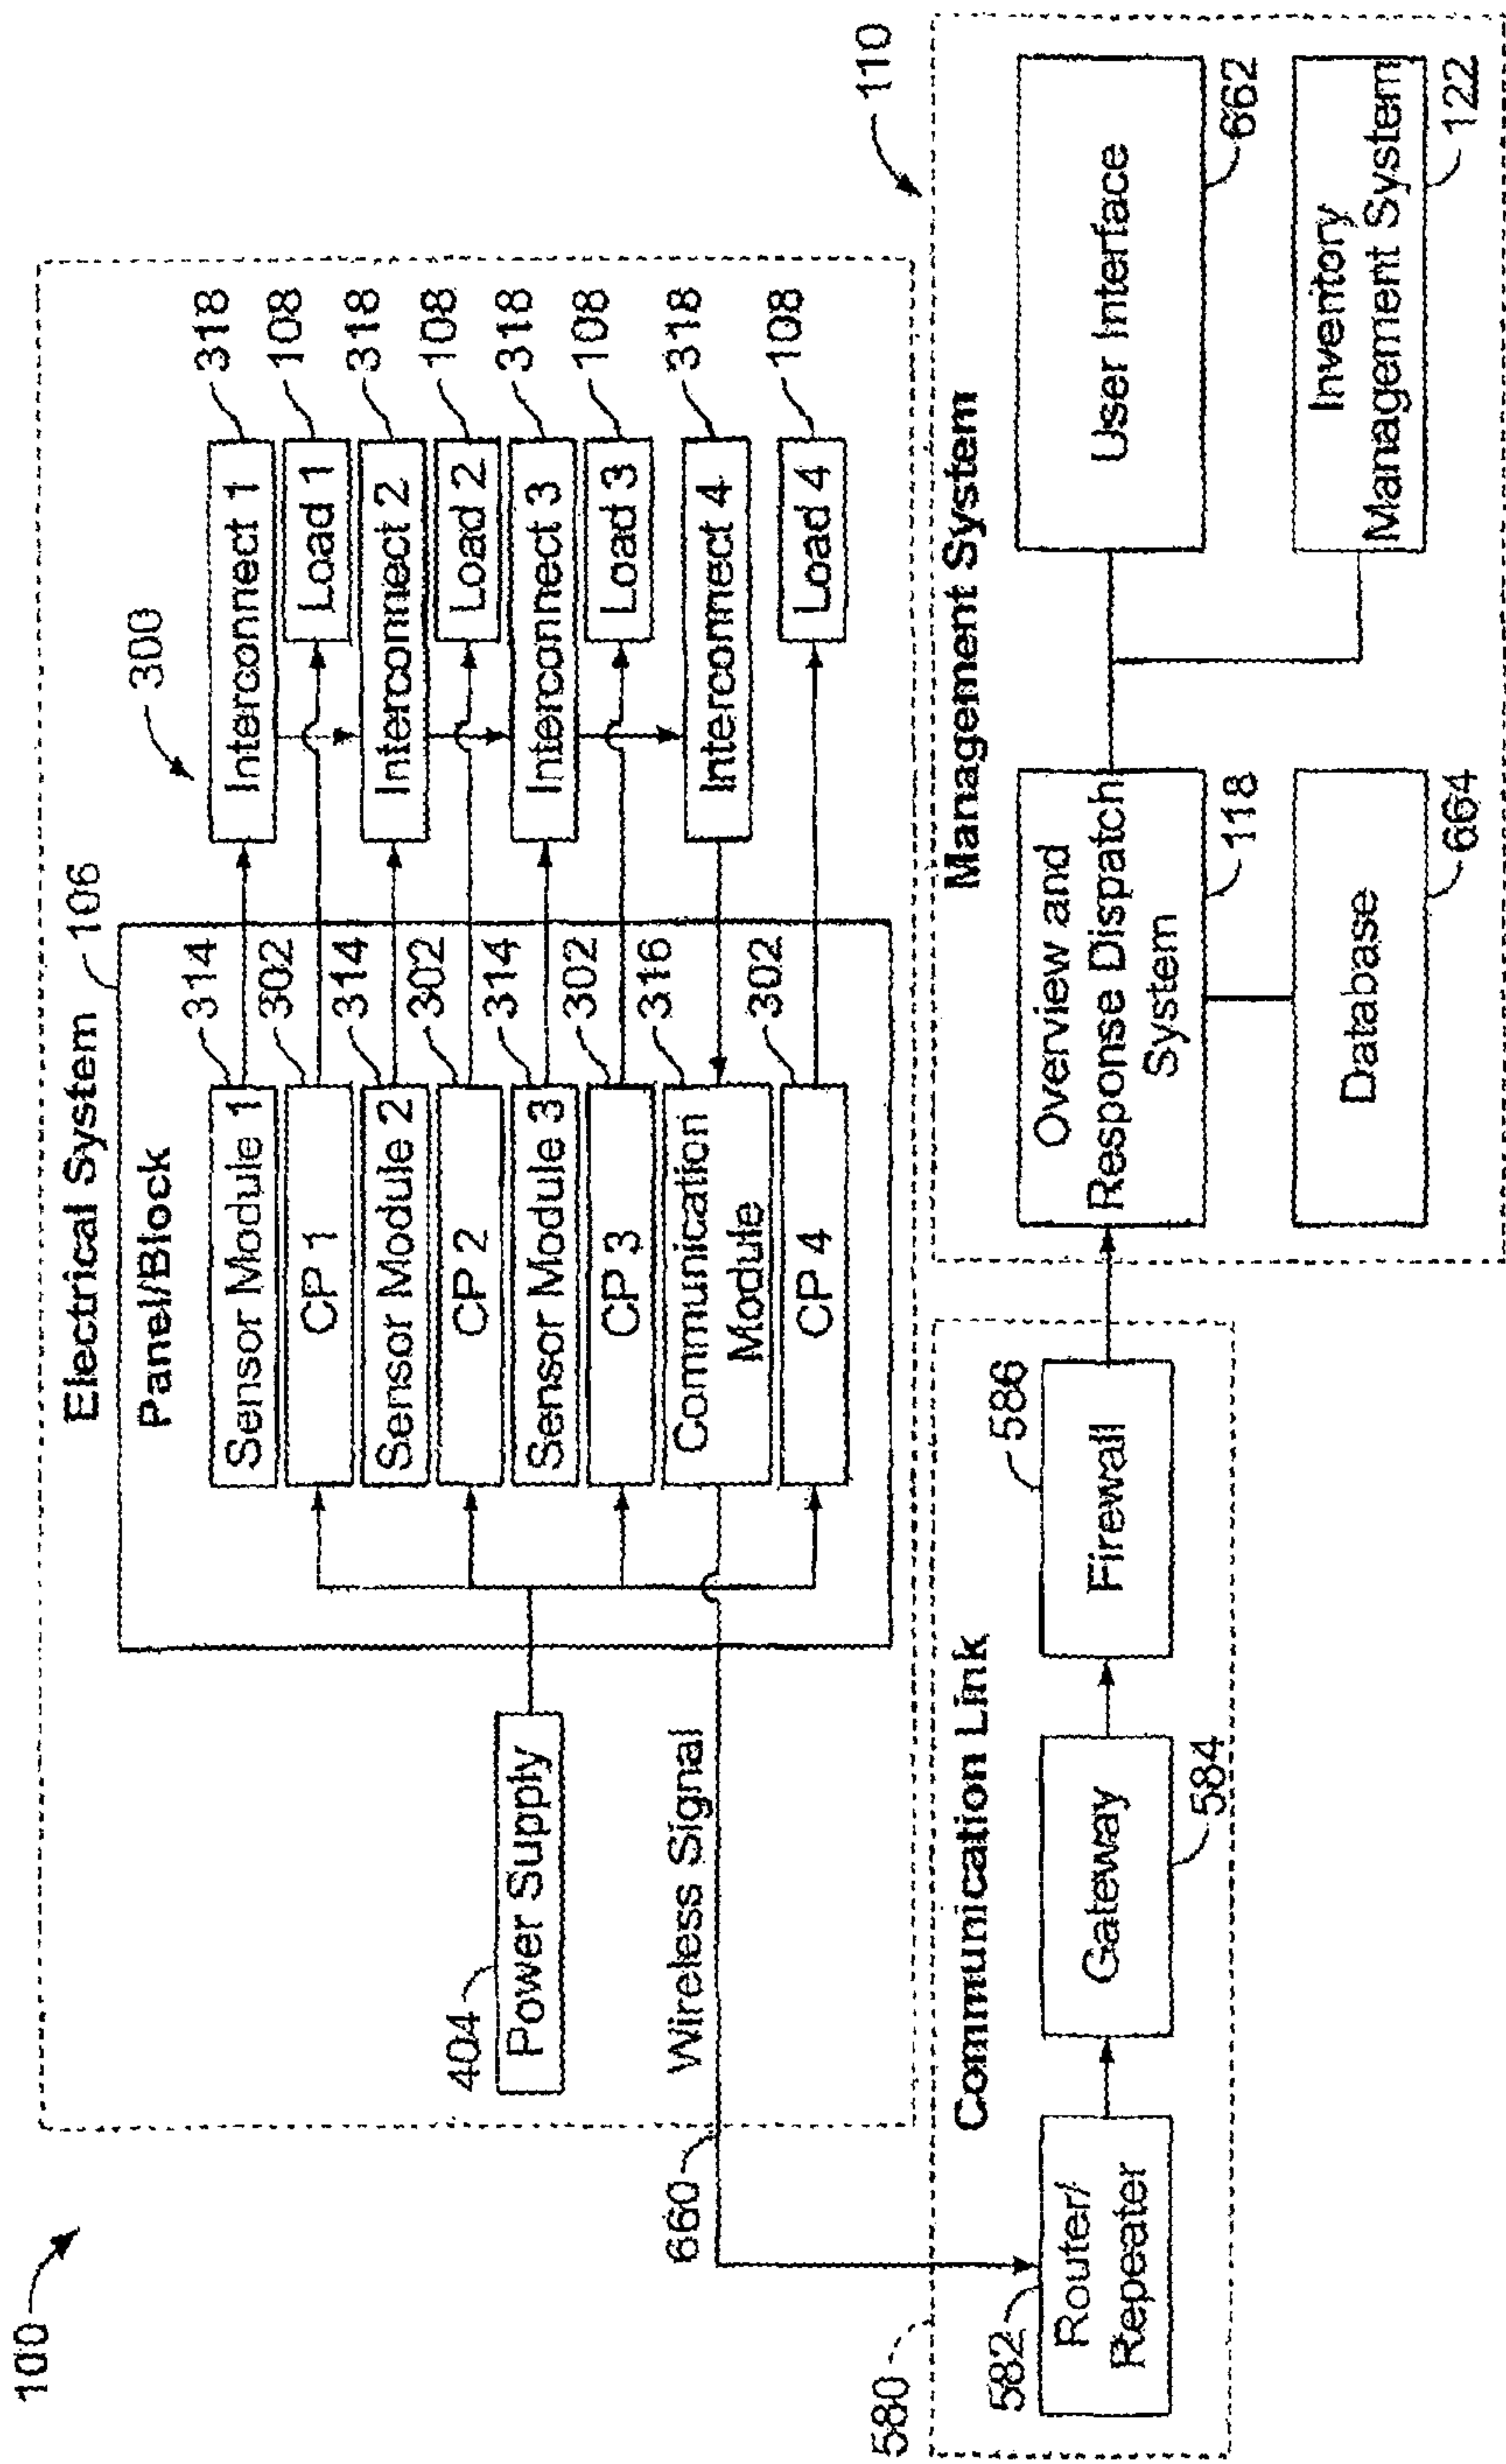 100
Electrical System
106
300
Panel/Block
Sensor Module 1
314
Interconnect 1
318
CP 1
302
Load 1
108
Sensor Module 2
314
Interconnect 2
318
CP 2
302
Load 2
108
404
Power Supply
Sensor Module 3
314
Interconnect 3
318
CP 3
302
Load 3
108
660
Wireless Signal
Communication
Module
316
Interconnect 4
318
CP 4
302
Load 4
108
580
Communication Link
582
Router/
Repeater
Gateway
584
Firewall
586
Management System
110
Overview and
Response Dispatch
System
118
User Interface
662
Database
664
Inventory
Management System
122